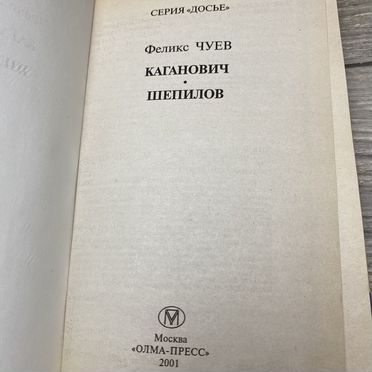 СЕРИЯ «ДОСЬЕ»
Феликс ЧУЕВ
КАГАНОВИЧ
•
ШЕПИЛОВ
М
Москва
«ОЛМА-ПРЕСС»
2001